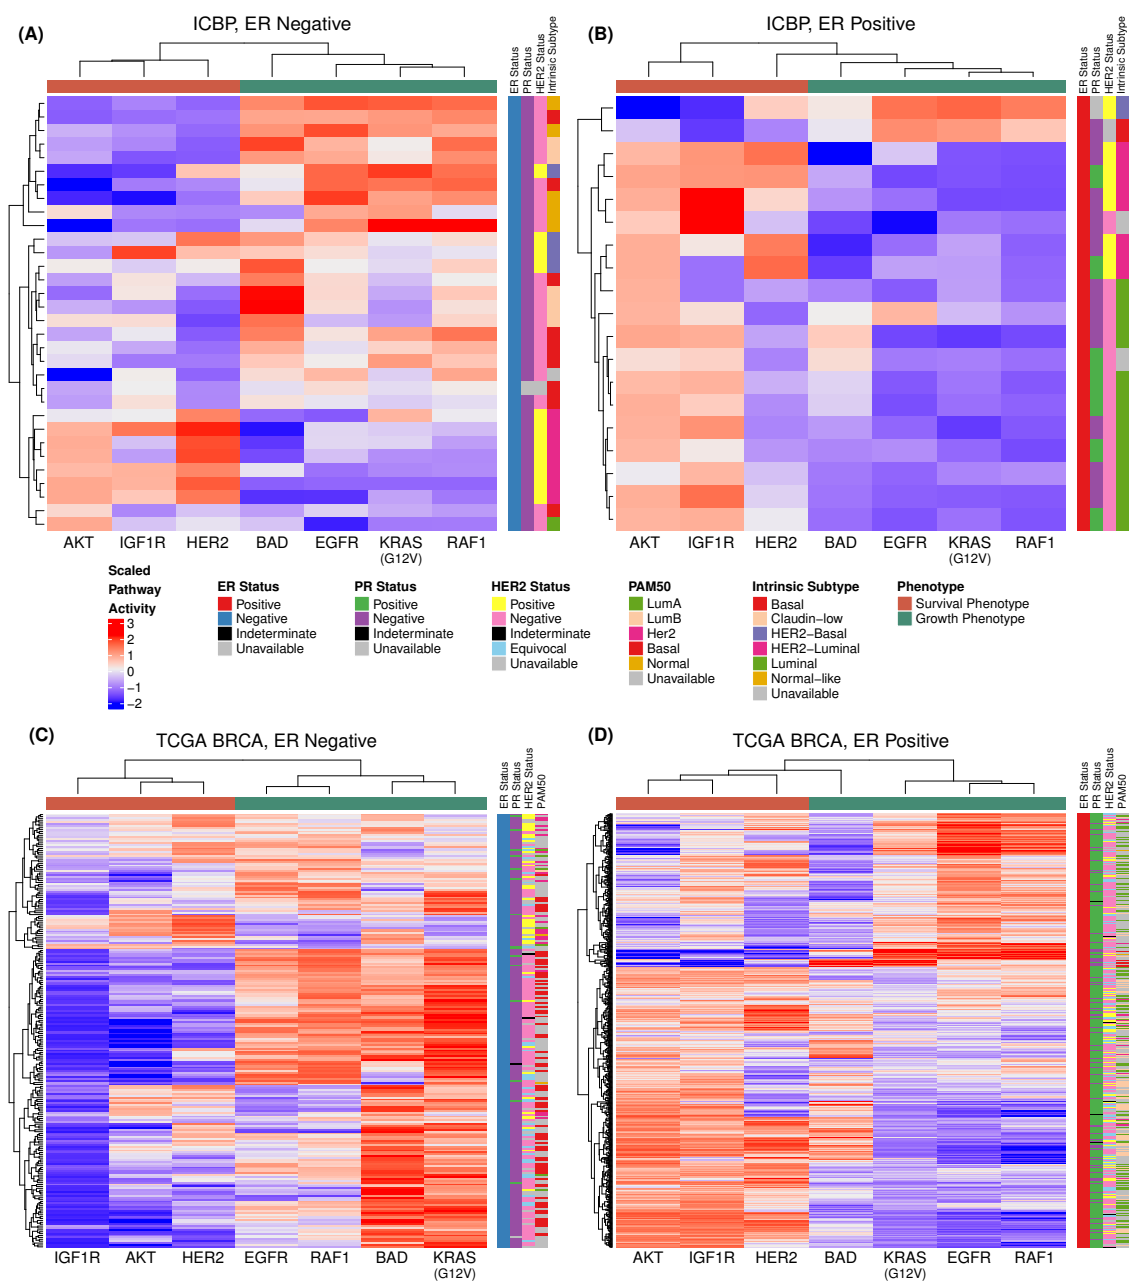 (A)
ICBP, ER Negative
ER Status
PR Status
HER2 Status
Intrinsic Subtype
AKT IGF1R HER2 BAD EGFR KRAS (G12V) RAF1
(B)
ICBP, ER Positive
ER Status
PR Status
HER2 Status
Intrinsic Subtype
AKT IGF1R HER2 BAD EGFR KRAS (G12V) RAF1
Scaled
Pathway
Activity
3
2
1
0
−1
−2
ER Status
Positive
Negative
Indeterminate
Unavailable
PR Status
Positive
Negative
Indeterminate
Unavailable
HER2 Status
Positive
Negative
Indeterminate
Equivocal
Unavailable
PAM50
LumA
LumB
Her2
Basal
Normal
Unavailable
Intrinsic Subtype
Basal
Claudin−low
HER2−Basal
HER2−Luminal
Luminal
Normal−like
Unavailable
Phenotype
Survival Phenotype
Growth Phenotype
(C)
TCGA BRCA, ER Negative
ER Status
PR Status
HER2 Status
PAM50
IGF1R AKT HER2 EGFR RAF1 BAD KRAS (G12V)
(D)
TCGA BRCA, ER Positive
ER Status
PR Status
HER2 Status
PAM50
AKT IGF1R HER2 BAD KRAS (G12V) EGFR RAF1